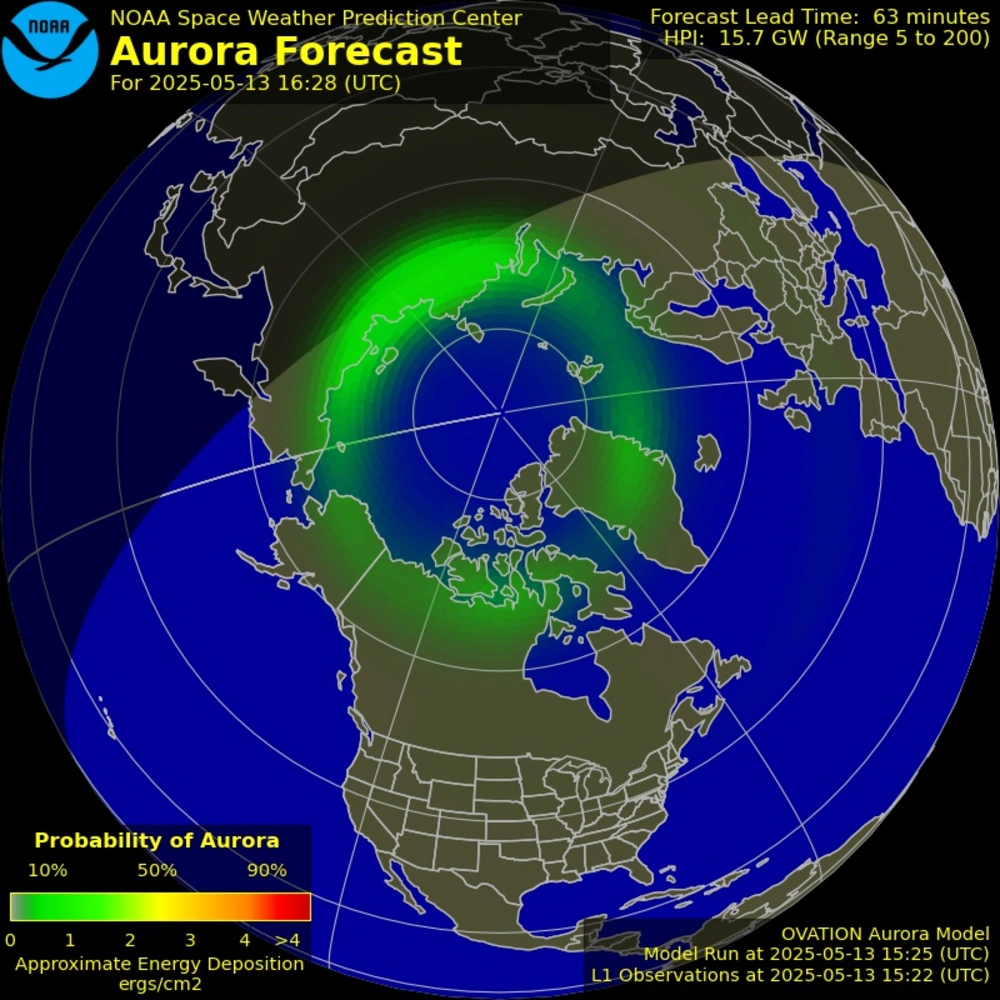 NOAA
NOAA Space Weather Prediction Center
Aurora Forecast
For 2025-05-13 16:28 (UTC)
Forecast Lead Time: 63 minutes
HPI: 15.7 GW (Range 5 to 200)
Probability of Aurora
10% 50% 90%
0 1 2 3 4 >4
Approximate Energy Deposition
ergs/cm2
OVATION Aurora Model
Model Run at 2025-05-13 15:25 (UTC)
L1 Observations at 2025-05-13 15:22 (UTC)